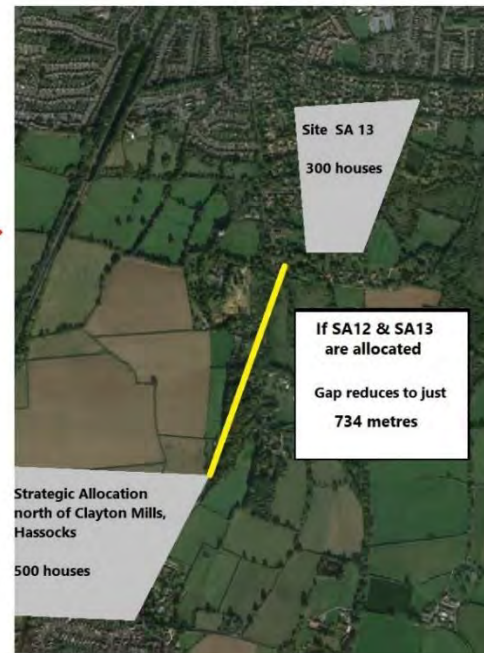 Site SA 13
300 houses
If SA12 & SA13
are allocated
Gap reduces to just
734 metres
Strategic Allocation
north of Clayton Mills,
Hassocks
500 houses